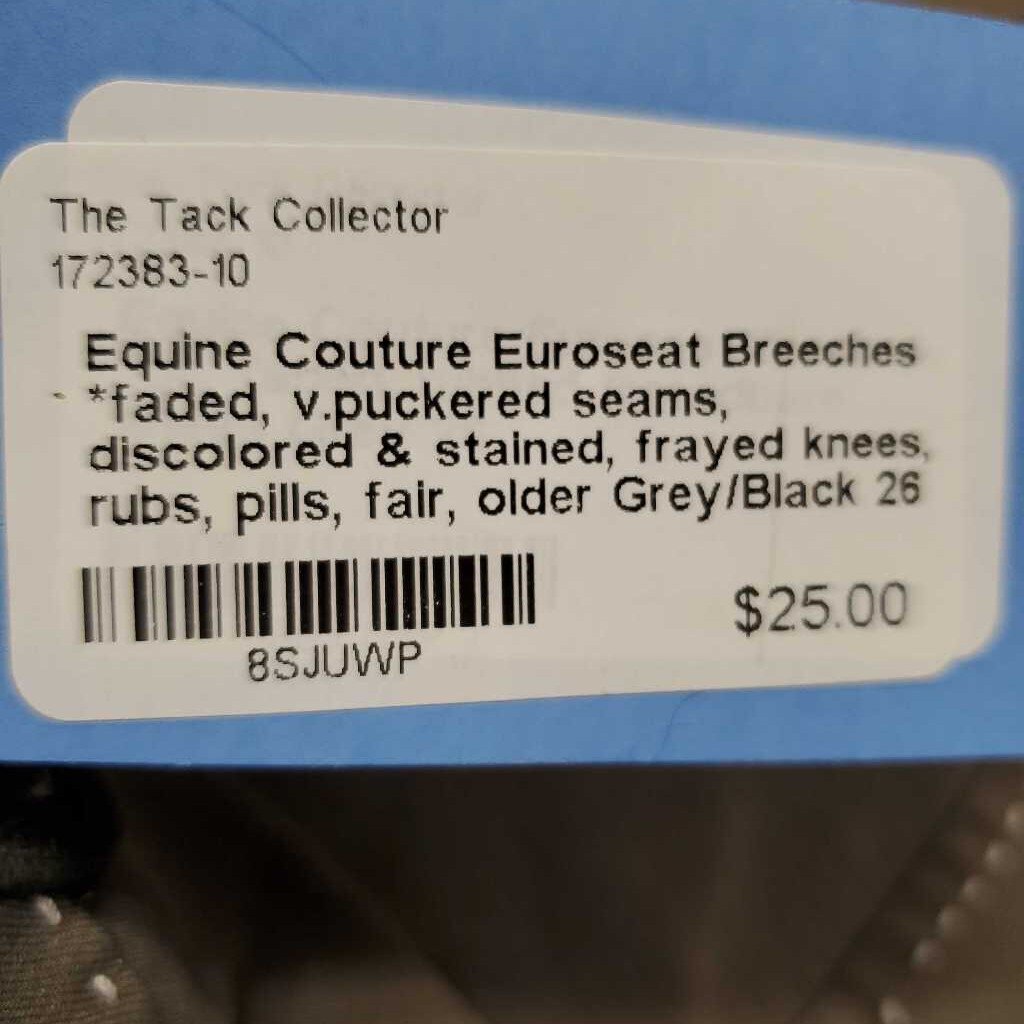 The Tack Collector
172383-10
Equine Couture Euroseat Breeches
*faded, v.puckered seams,
discolored & stained, frayed knees,
rubs, pills, fair, older Grey/Black 26
$25.00
8SJUWP